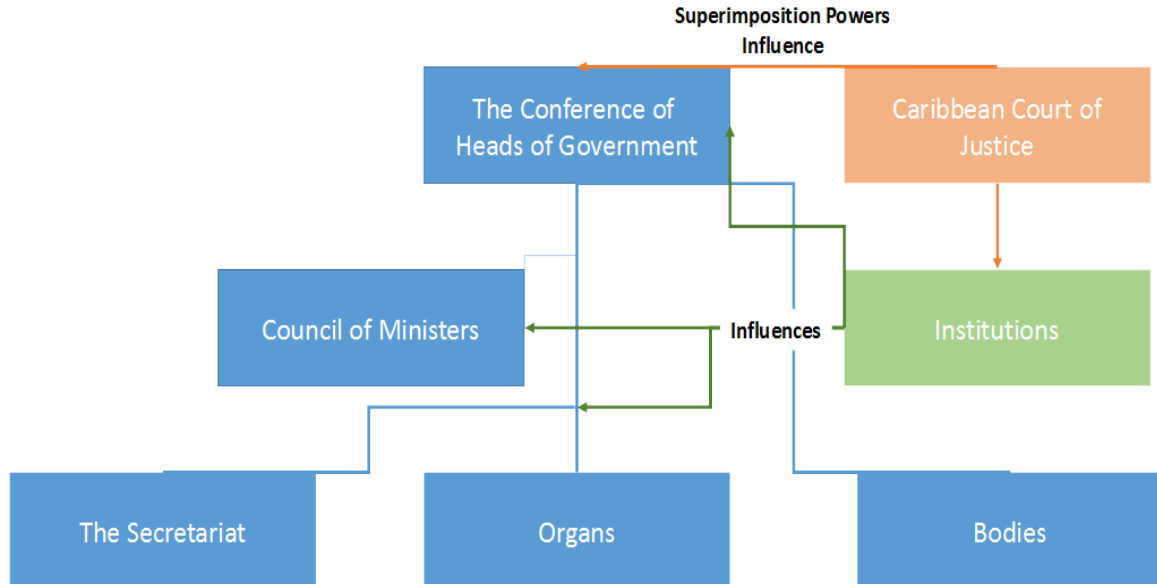 Superimposition Powers
Influence
The Conference of
Heads of Government
Caribbean Court of
Justice
Council of Ministers
Influences
Institutions
The Secretariat
Organs
Bodies